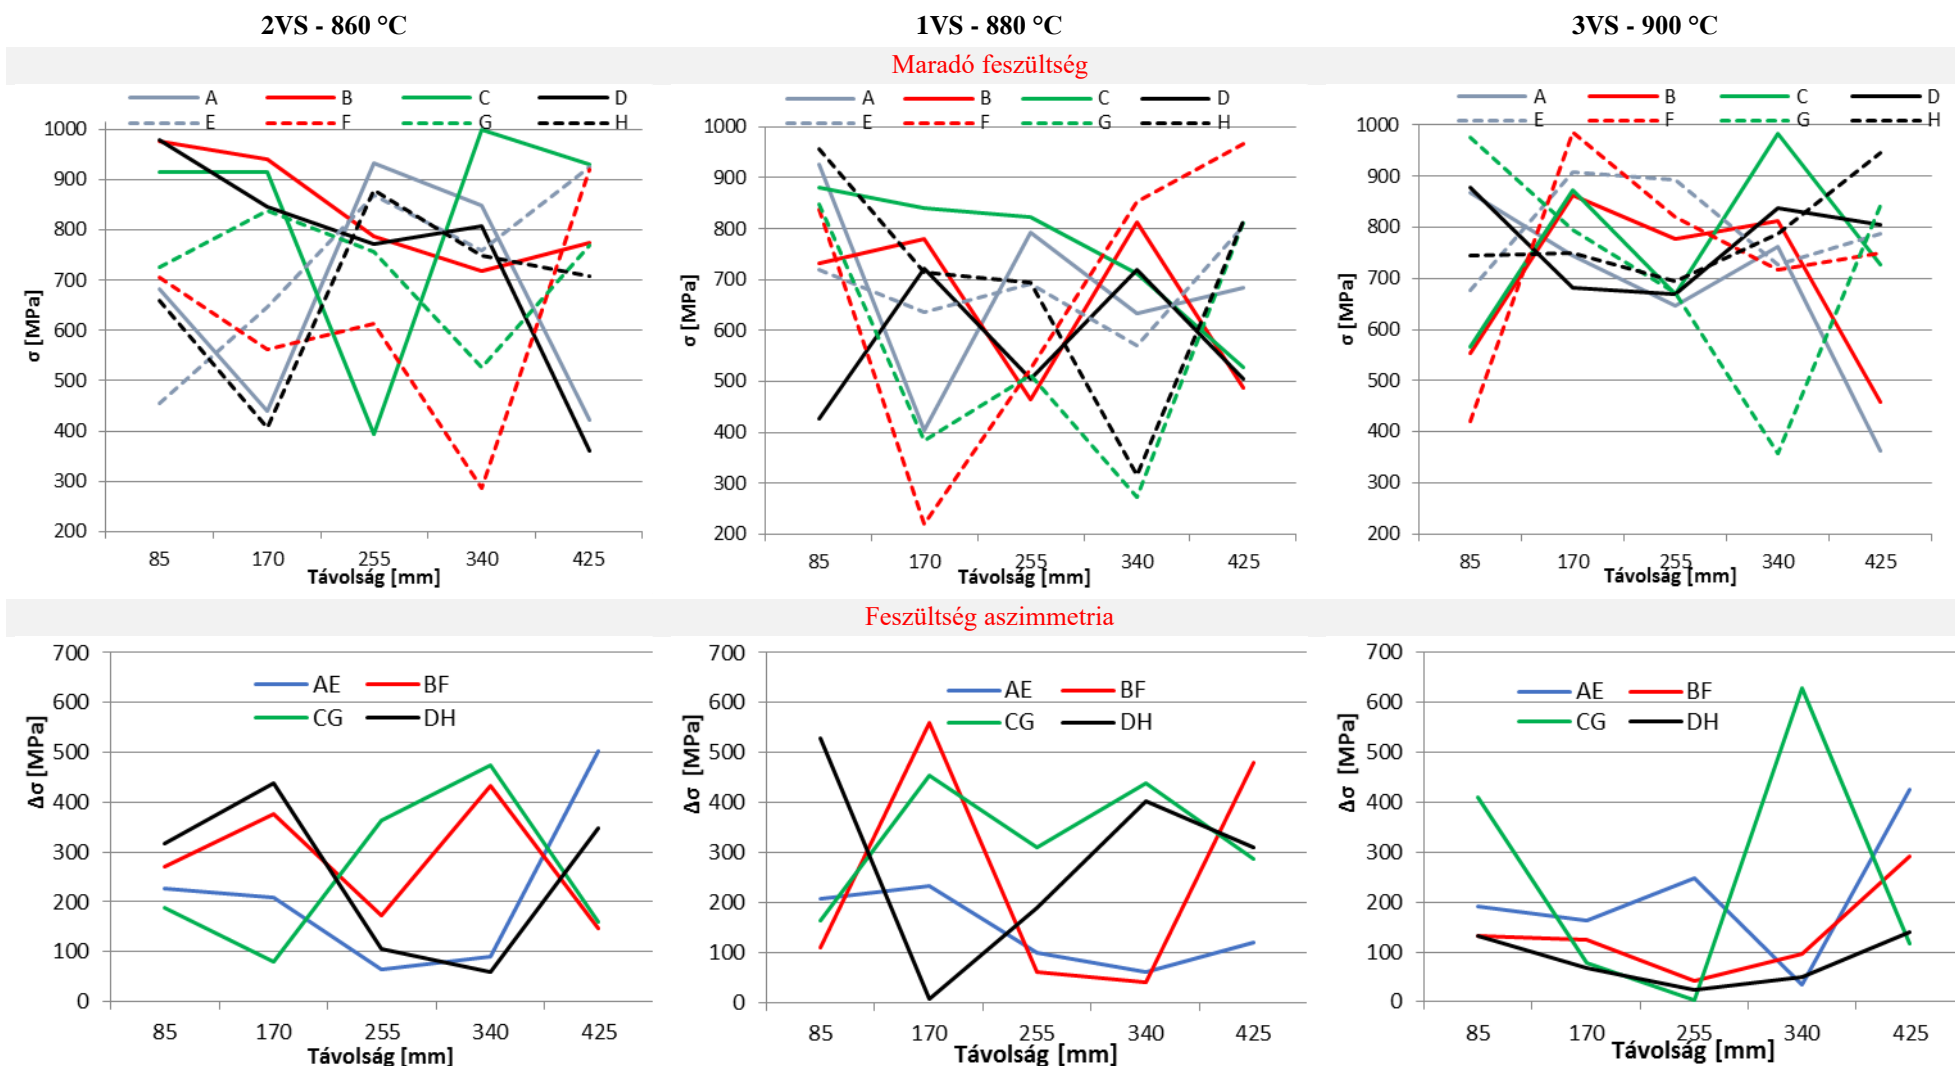 2VS - 860 °C
1VS - 880 °C
3VS - 900 °C
Maradó feszültség
A B C D
E F G H
1000
900
800
700
600
500
400
300
200
σ [MPa]
85 170 255 340 425
Távolság [mm]
A B C D
E F G H
1000
900
800
700
600
500
400
300
200
σ [MPa]
85 170 255 340 425
Távolság [mm]
A B C D
E F G H
1000
900
800
700
600
500
400
300
200
σ [MPa]
85 170 255 340 425
Távolság [mm]
Feszültség aszimmetria
700
600
500
400
300
200
100
0
Δσ [MPa]
AE BF
CG DH
85 170 255 340 425
Távolság [mm]
700
600
500
400
300
200
100
0
Δσ [MPa]
AE BF
CG DH
85 170 255 340 425
Távolság [mm]
700
600
500
400
300
200
100
0
Δσ [MPa]
AE BF
CG DH
85 170 255 340 425
Távolság [mm]